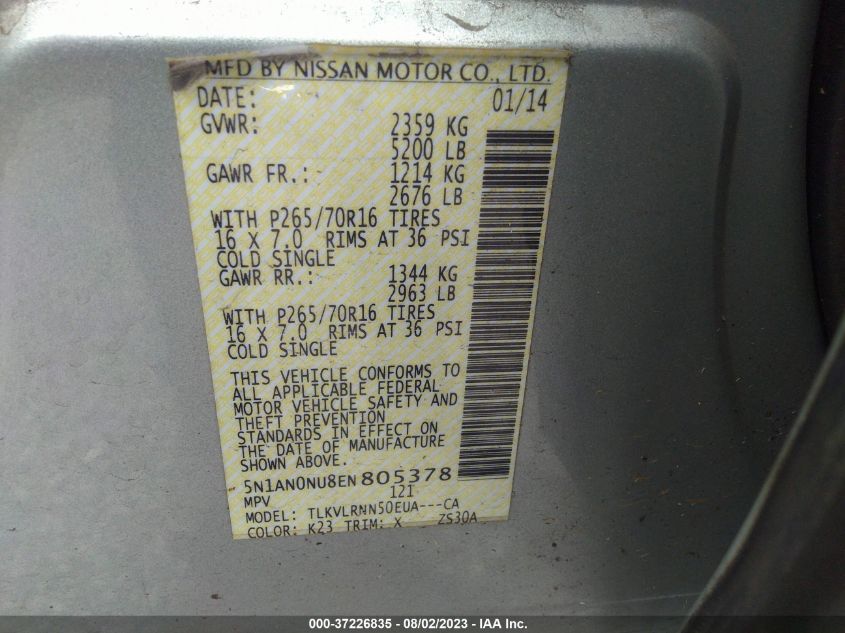 MFD BY NISSAN MOTOR CO., LTD.
DATE: 01/14
GVWR: 2359 KG
5200 LB
GAWR FR.: 1214 KG
2676 LB
WITH P265/70R16 TIRES
16 X 7.0 RIMS AT 36 PSI
COLD SINGLE
GAWR RR.: 1344 KG
2963 LB
WITH P265/70R16 TIRES
16 X 7.0 RIMS AT 36 PSI
COLD SINGLE
THIS VEHICLE CONFORMS TO
ALL APPLICABLE FEDERAL
MOTOR VEHICLE SAFETY AND
THEFT PREVENTION
STANDARDS IN EFFECT ON
THE DATE OF MANUFACTURE
SHOWN ABOVE.
5N1AN0NU8EN805378
MPV 121
MODEL: TLKVLRNN50EUA---CA
COLOR: K23 TRIM: X ZS30A
000-37226835 - 08/02/2023 - IAA Inc.